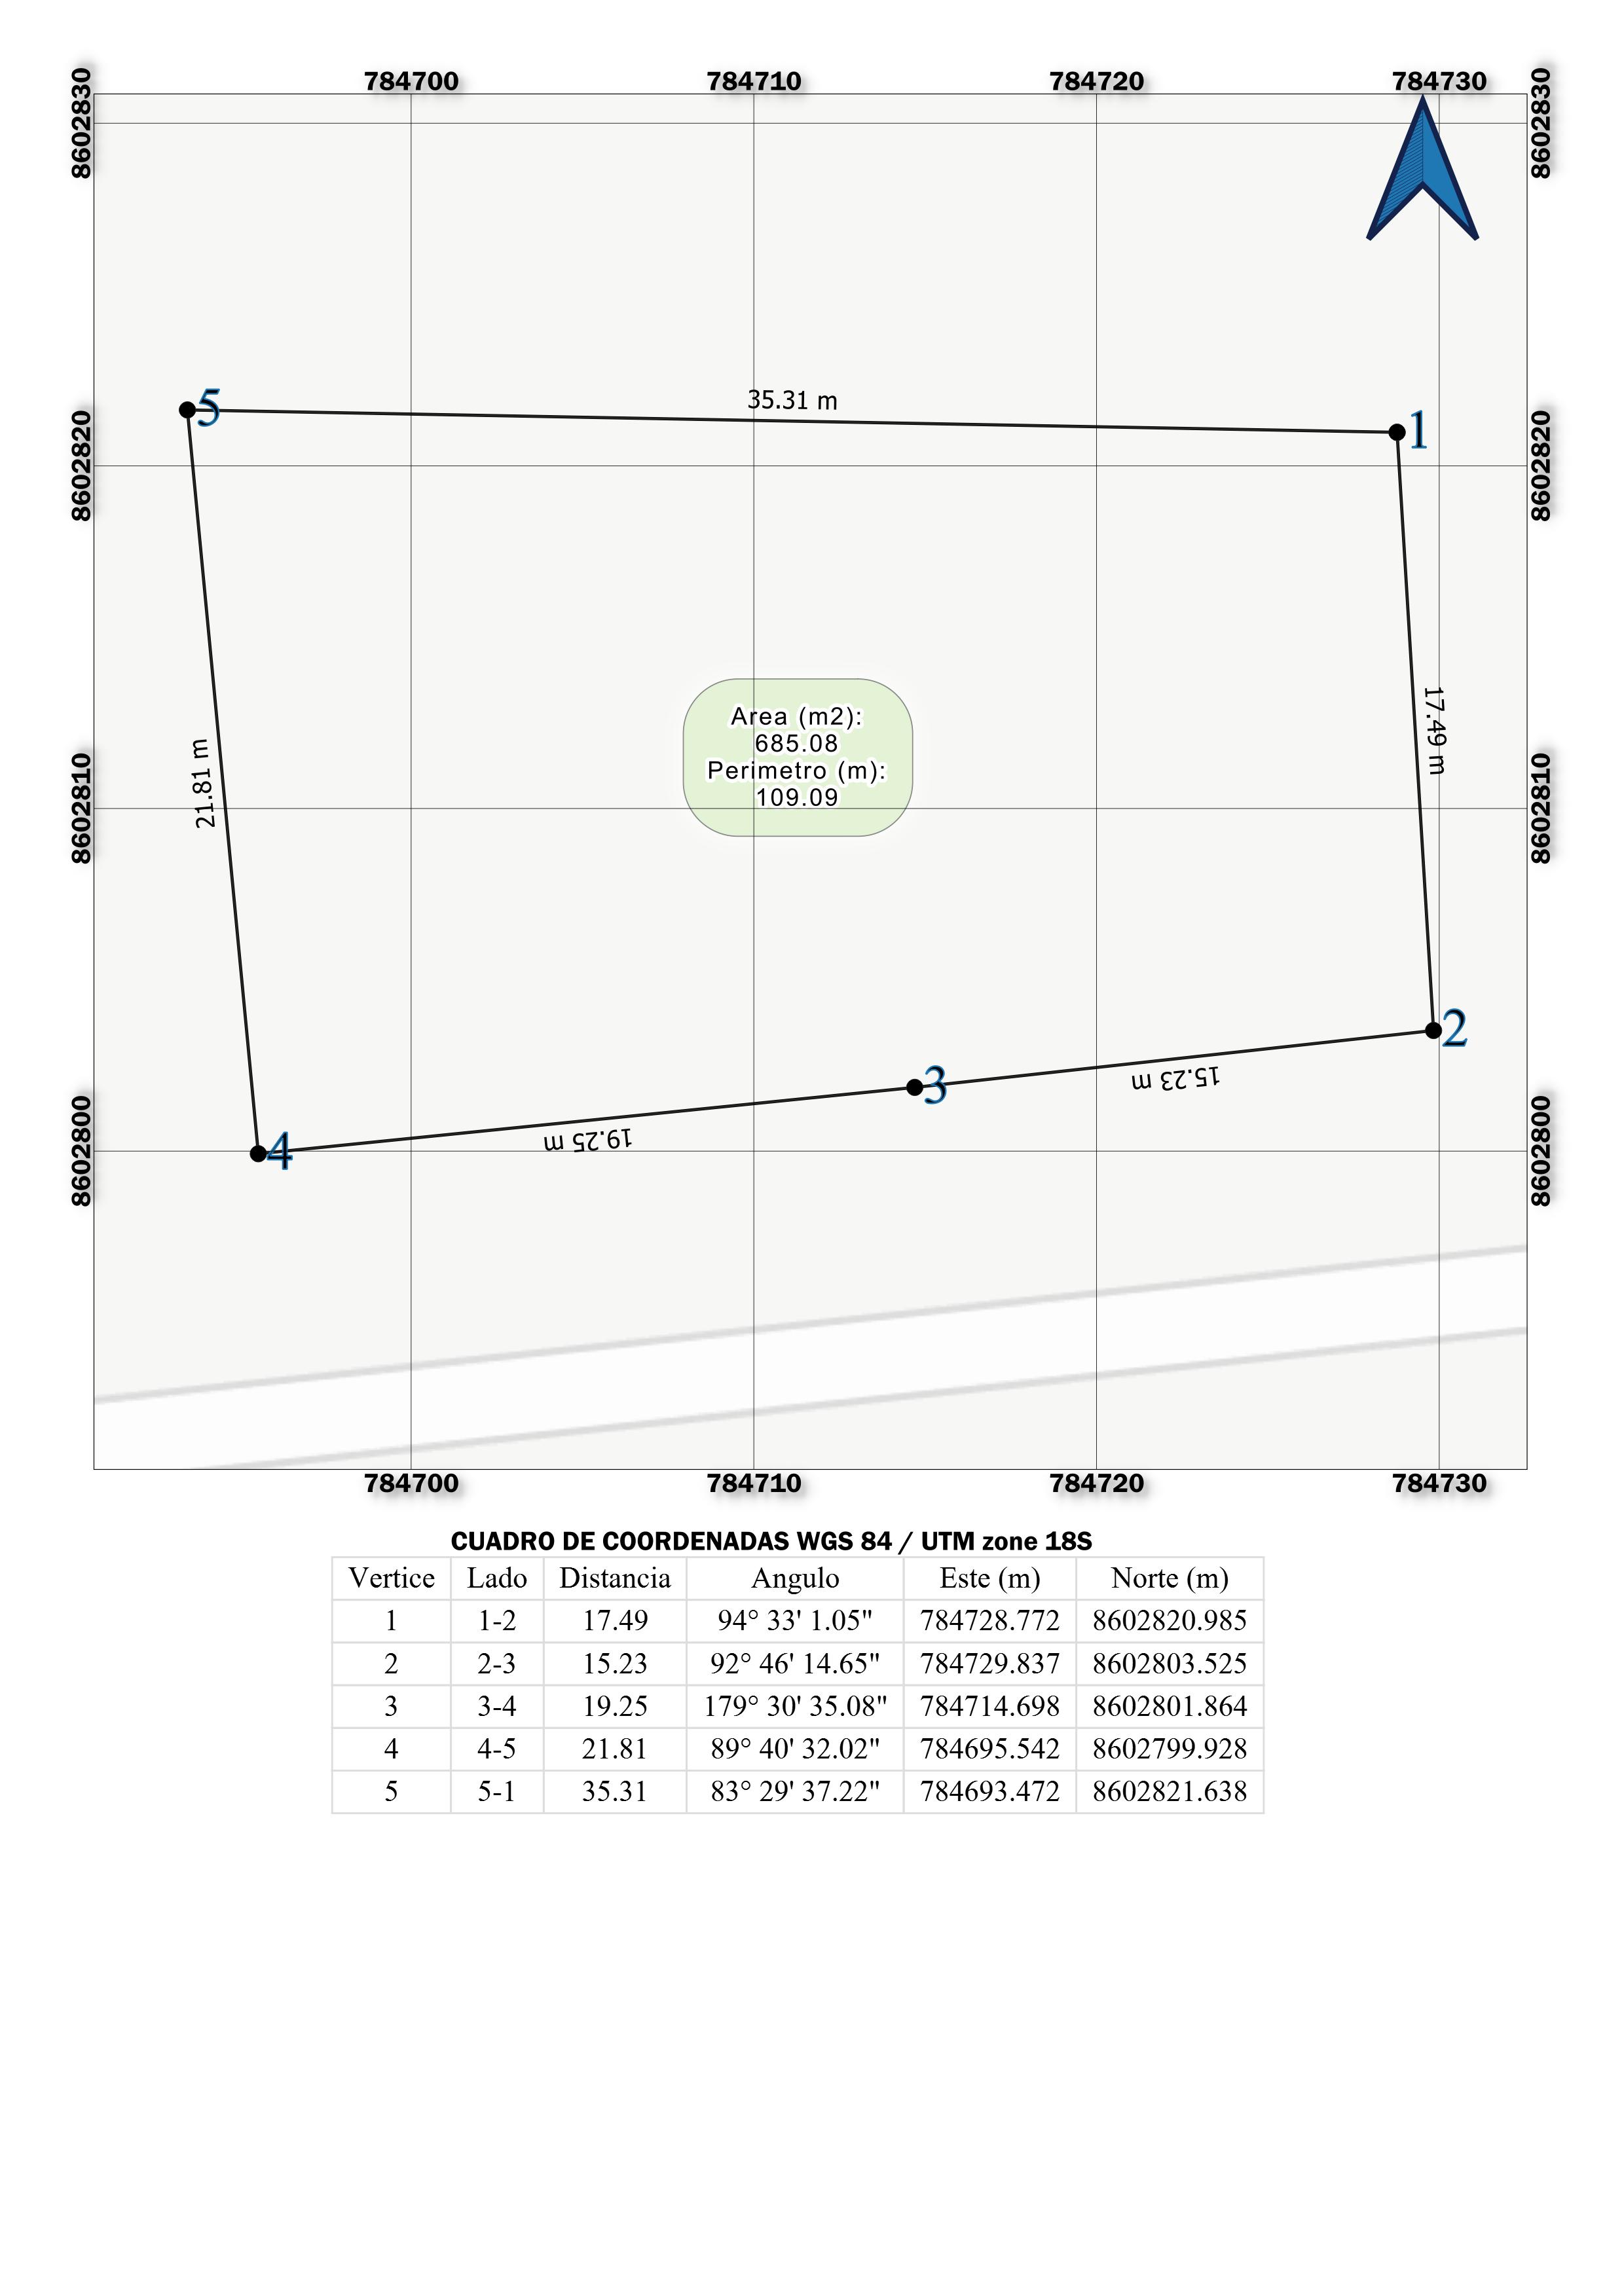 784700 784710 784720 784730
8602830 8602830
5 35.31 m 1
8602820 8602820
21.81 m
17.49 m
Area (m2):
685.08
Perimetro (m):
109.09
8602810 8602810
2
3 15.23 m
4 19.25 m
8602800 8602800
784700 784710 784720 784730
CUADRO DE COORDENADAS WGS 84 / UTM zone 18S
Vertice Lado Distancia Angulo Este (m) Norte (m)
1 1-2 17.49 94° 33' 1.05" 784728.772 8602820.985
2 2-3 15.23 92° 46' 14.65" 784729.837 8602803.525
3 3-4 19.25 179° 30' 35.08" 784714.698 8602801.864
4 4-5 21.81 89° 40' 32.02" 784695.542 8602799.928
5 5-1 35.31 83° 29' 37.22" 784693.472 8602821.638